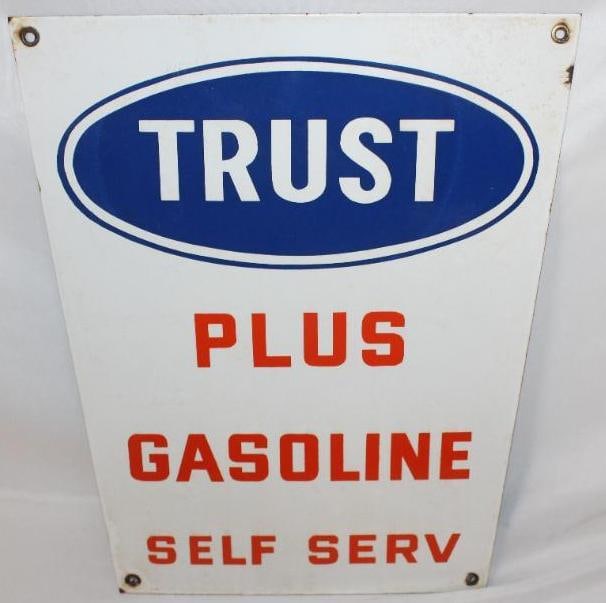 TRUST
PLUS
GASOLINE
SELF SERV